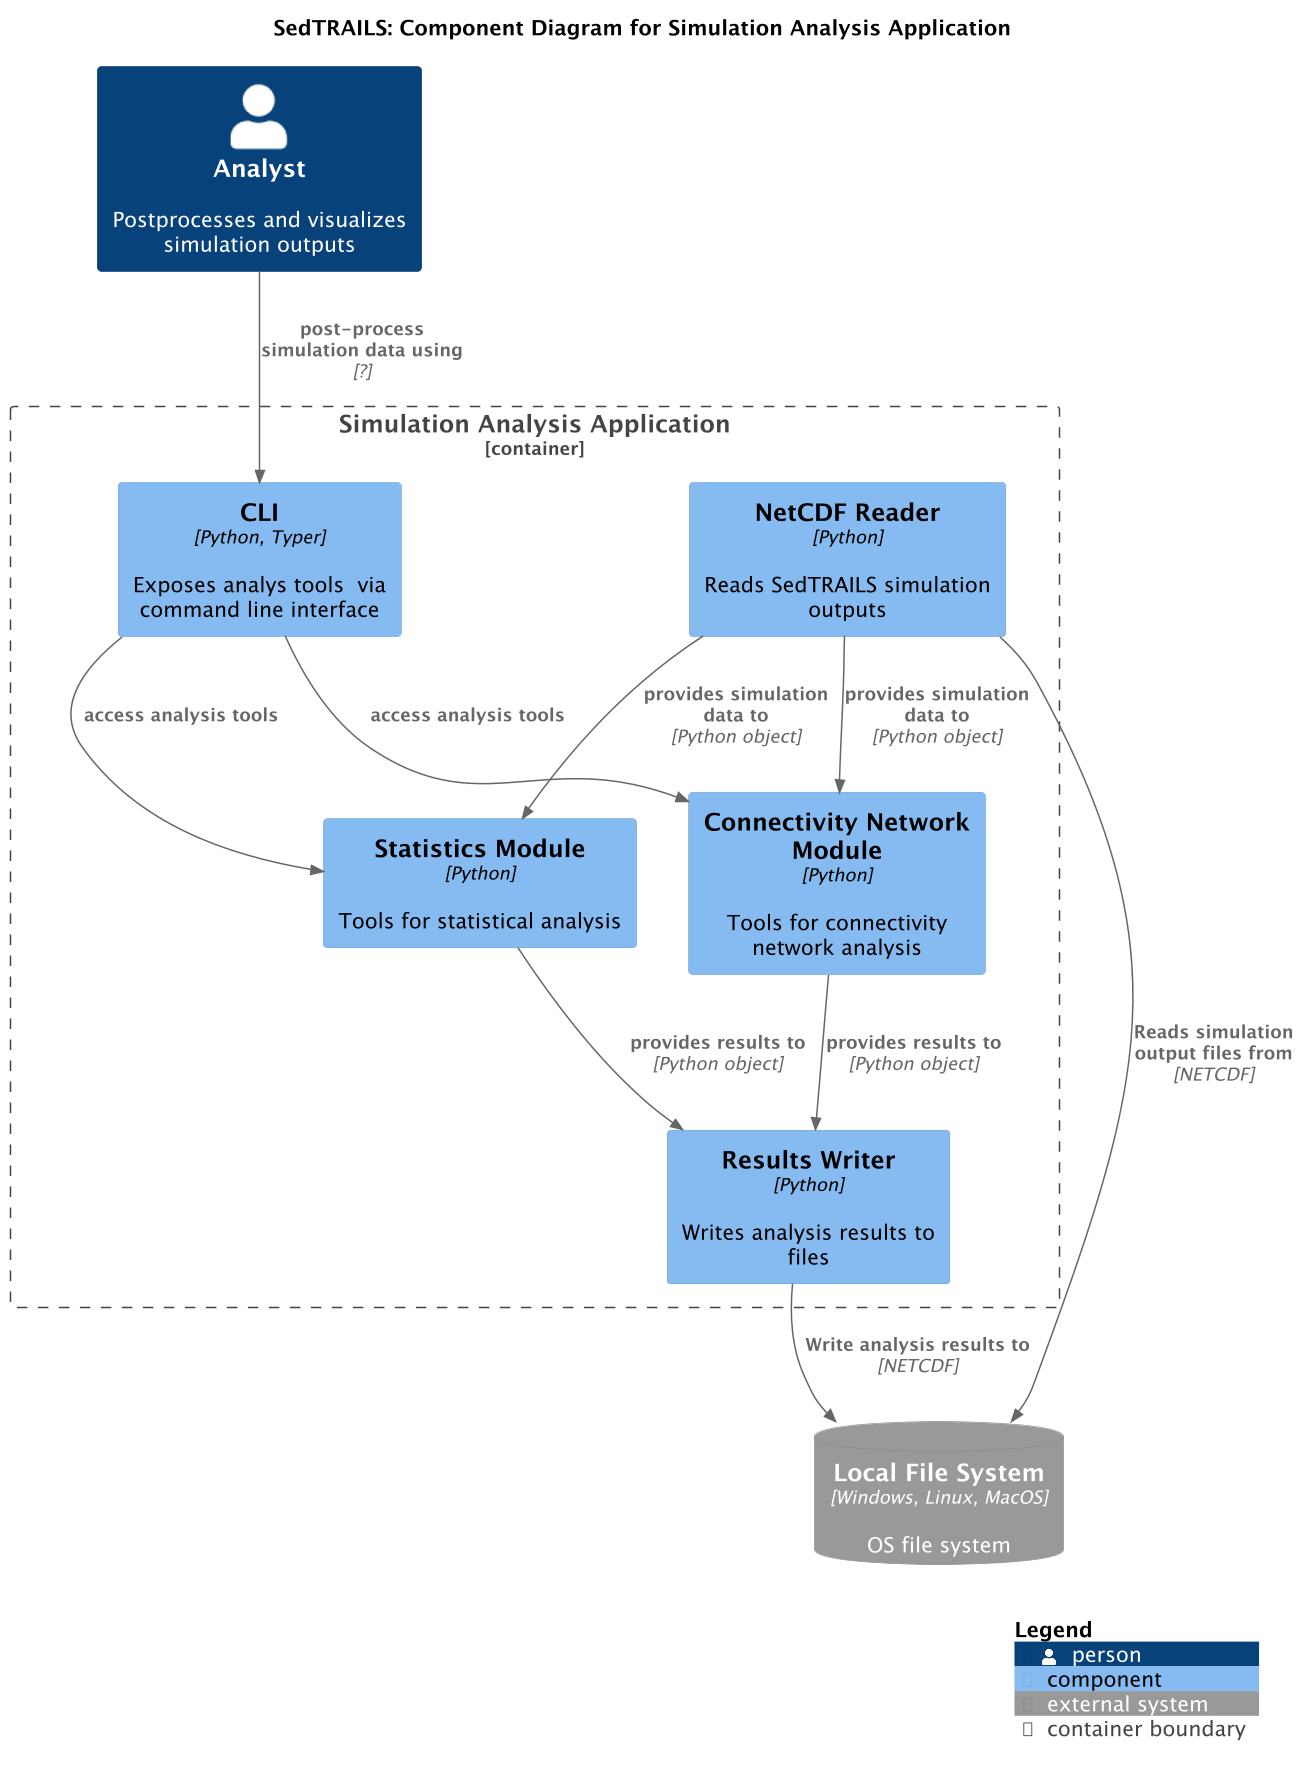 SedTRAILS: Component Diagram for Simulation Analysis Application
Analyst
Postprocesses and visualizes
simulation outputs
post-process
simulation data using
[?]
Simulation Analysis Application
[container]
CLI
[Python, Typer]
Exposes analys tools  via
command line interface
NetCDF Reader
[Python]
Reads SedTRAILS simulation
outputs
access analysis tools
access analysis tools
provides simulation
data to
[Python object]
provides simulation
data to
[Python object]
Statistics Module
[Python]
Tools for statistical analysis
Connectivity Network
Module
[Python]
Tools for connectivity
network analysis
provides results to
[Python object]
provides results to
[Python object]
Reads simulation
output files from
[NETCDF]
Results Writer
[Python]
Writes analysis results to
files
Write analysis results to
[NETCDF]
Local File System
[Windows, Linux, MacOS]
OS file system
Legend
person
component
external system
container boundary